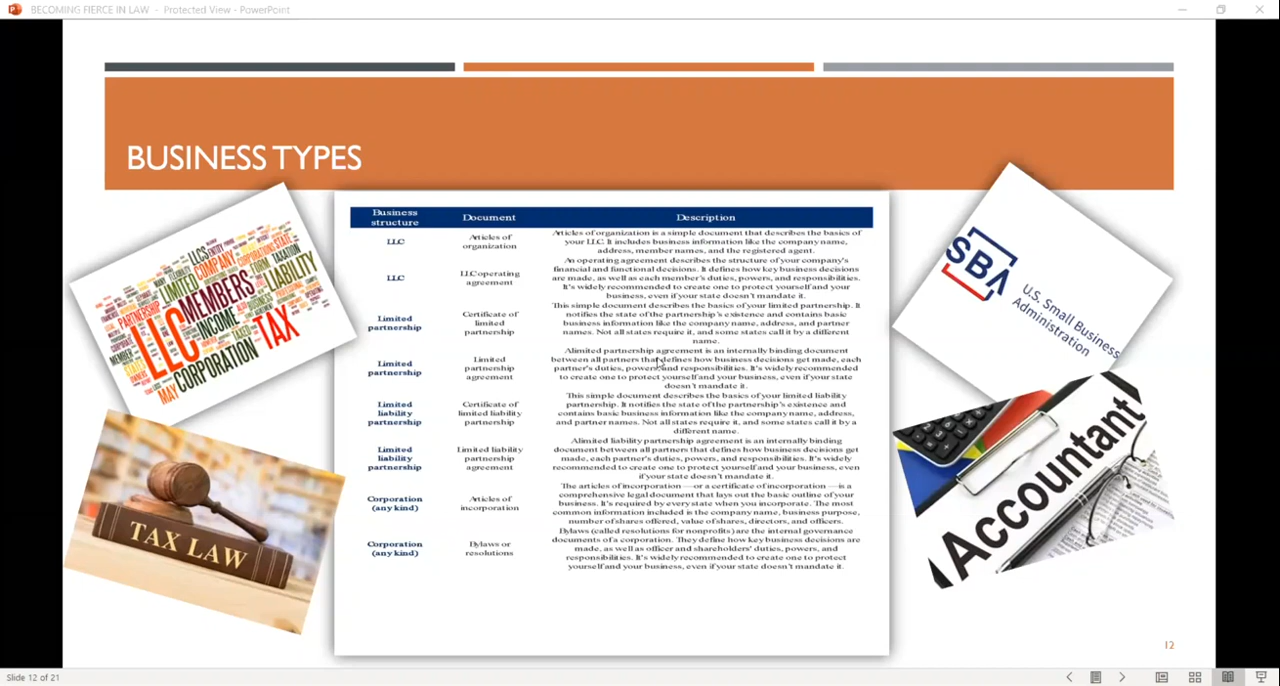 BECOMING FIERCE IN LAW - Protected View - PowerPoint
BUSINESS TYPES
Business
structure
Document
Description
LLC
Articles of
organization
Articles of organization is a simple document that describes the basics of
your LLC. It includes business information like the company name,
address, member names, and the registered agent.
LLC
LLC operating
agreement
An operating agreement describes the structure of your company's
financial and functional decisions. It defines how key business decisions
are made, as well as each member's duties, powers, and responsibilities.
It's widely recommended to create one to protect yourself and your
business, even if your state doesn't mandate it.
Limited
partnership
Certificate of
limited
partnership
This simple document describes the basics of your limited partnership. It
notifies the state of the partnership's existence and contains basic
business information like the company name, address, and partner
names. Not all states require it, and some states call it by a different
name.
Limited
partnership
Limited
partnership
agreement
A limited partnership agreement is an internally binding document
between all partners that defines how business decisions get made, each
partner's duties, powers, and responsibilities. It's widely recommended
to create one to protect yourself and your business, even if your state
doesn't mandate it.
Limited
liability
partnership
Certificate of
limited liability
partnership
This simple document describes the basics of your limited liability
partnership. It notifies the state of the partnership's existence and
contains basic business information like the company name, address,
and partner names. Not all states require it, and some states call it by a
different name.
Limited
liability
partnership
Limited liability
partnership
agreement
A limited liability partnership agreement is an internally binding
document between all partners that defines how business decisions get
made, each partner's duties, powers, and responsibilities. It's widely
recommended to create one to protect yourself and your business, even
if your state doesn't mandate it.
Corporation
(any kind)
Articles of
incorporation
The articles of incorporation — or a certificate of incorporation — is a
comprehensive legal document that lays out the basic outline of your
business. It's required by every state when you incorporate. The most
common information included is the company name, business purpose,
number of shares offered, value of shares, directors, and officers.
Corporation
(any kind)
Bylaws or
resolutions
Bylaws (called resolutions for nonprofits) are the internal governance
documents of a corporation. They define how key business decisions are
made, as well as officer and shareholders' duties, powers, and
responsibilities. It's widely recommended to create one to protect
yourself and your business, even if your state doesn't mandate it.
LLC
MEMBERS
TAX
CORPORATION
INCOME
LIABILITY
COMPANY
LIMITED
PARTNERSHIP
MAY
FORM
TAXATION
STATE
TAX LAW
SBA
U.S. Small Business
Administration
Accountant
12
Slide 12 of 21